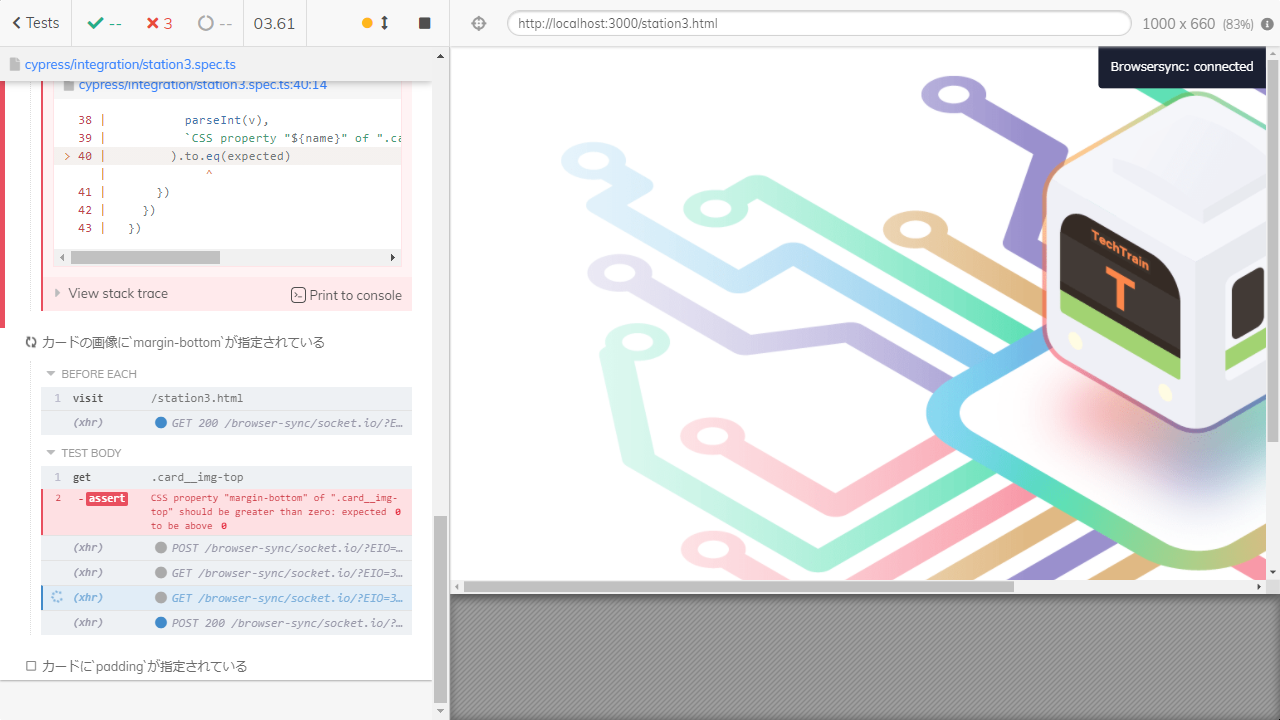 Tests
--
3
--
03.61
http://localhost:3000/station3.html
1000 x 660 (83%)
cypress/integration/station3.spec.ts
Browsersync: connected
cypress/integration/station3.spec.ts:40:14
38 | parseInt(v),
39 | `CSS property "${name}" of ".ca
> 40 | ).to.eq(expected)
| ^
41 | })
42 | })
43 | })
View stack trace
Print to console
カードの画像に`margin-bottom`が指定されている
BEFORE EACH
1 visit /station3.html
(xhr) GET 200 /browser-sync/socket.io/?E…
TEST BODY
1 get .card__img-top
2 -assert CSS property "margin-bottom" of ".card__img-
top" should be greater than zero: expected 0
to be above 0
(xhr) POST /browser-sync/socket.io/?EIO=…
(xhr) GET /browser-sync/socket.io/?EIO=3…
(xhr) GET /browser-sync/socket.io/?EIO=3…
(xhr) POST 200 /browser-sync/socket.io/?…
カードに`padding`が指定されている
TechTrain
T